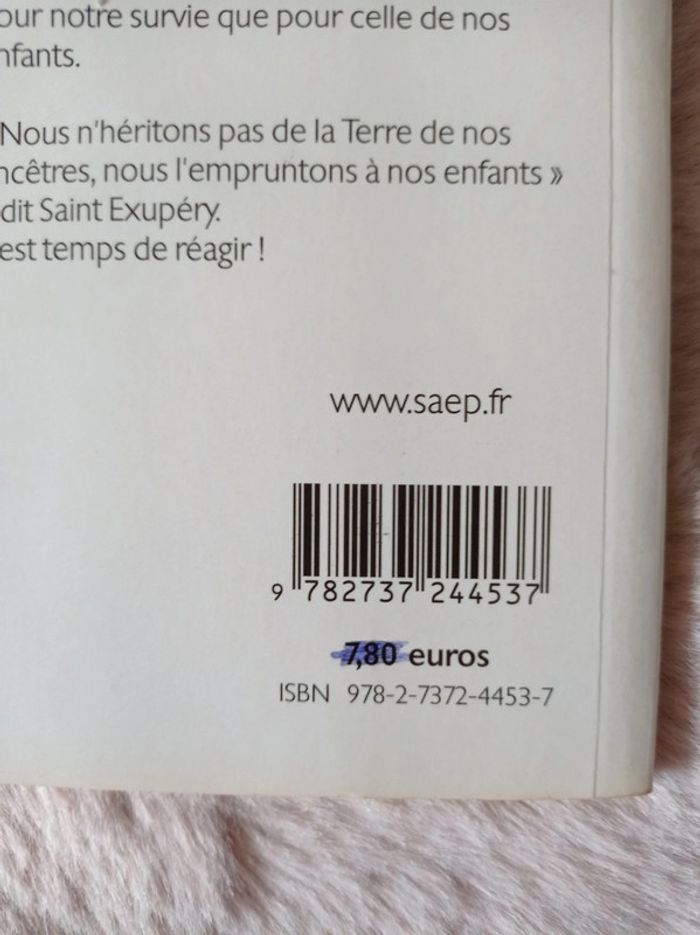 our notre survie que pour celle de nos
nfants.
Nous n'héritons pas de la Terre de nos
ncêtres, nous l'empruntons à nos enfants »
dit Saint Exupéry.
est temps de réagir !
www.saep.fr
9 782737 244537
7,80 euros
ISBN 978-2-7372-4453-7